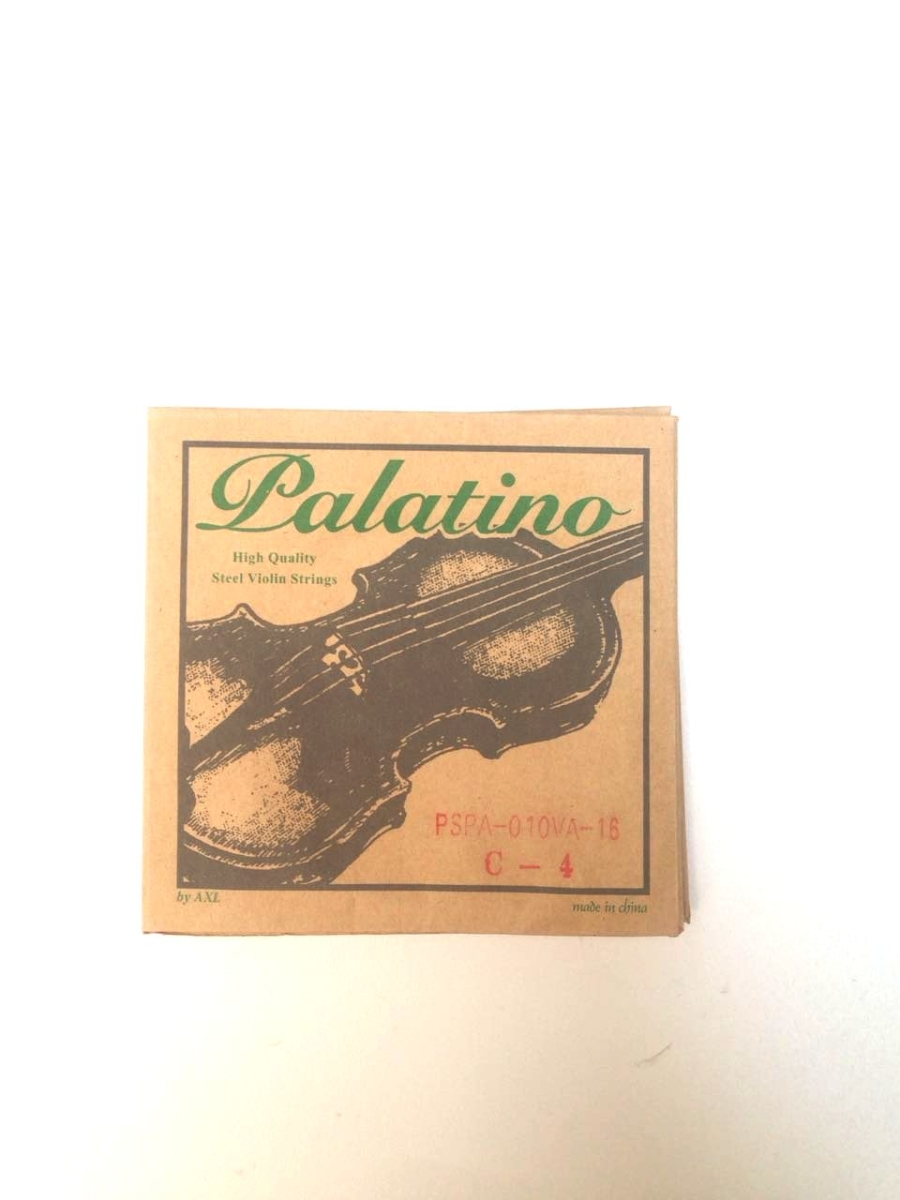 Palatino
High Quality
Steel Violin Strings
PSPA-010VA-16
C - 4
by AXL
made in china